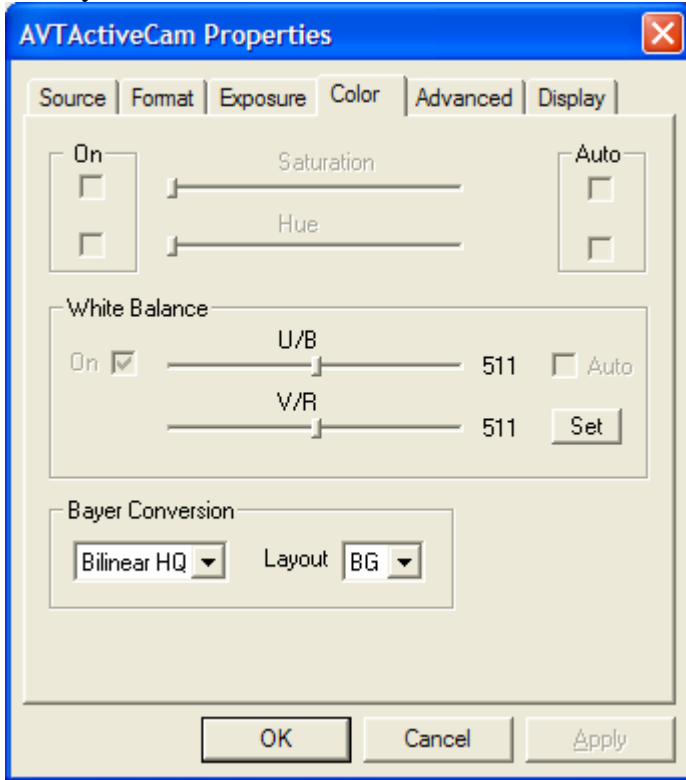 AVTActiveCam Properties
Source Format Exposure Color Advanced Display
On Saturation Auto
Hue
White Balance
U/B
On 511 Auto
V/R
511 Set
Bayer Conversion
Bilinear HQ Layout BG
OK Cancel Apply